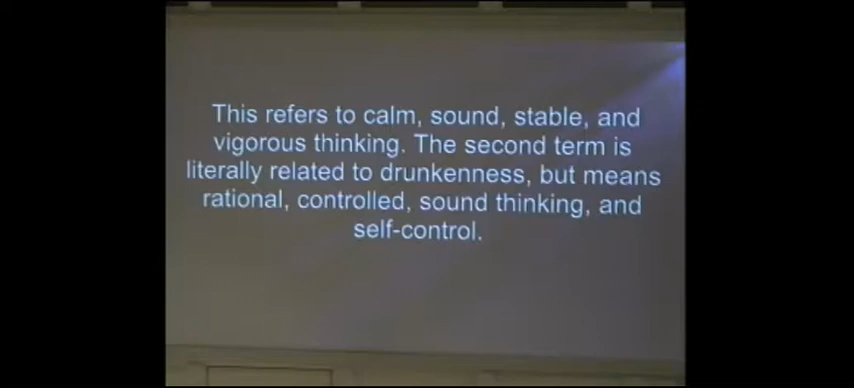 This refers to calm, sound, stable, and
vigorous thinking. The second term is
literally related to drunkenness, but means
rational, controlled, sound thinking, and
self-control.